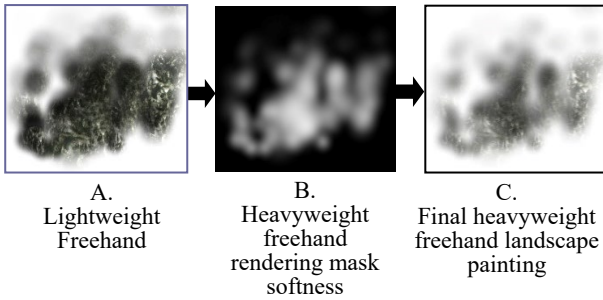 A.
Lightweight
Freehand
B.
Heavyweight
freehand
rendering mask
softness
C.
Final heavyweight
freehand landscape
painting